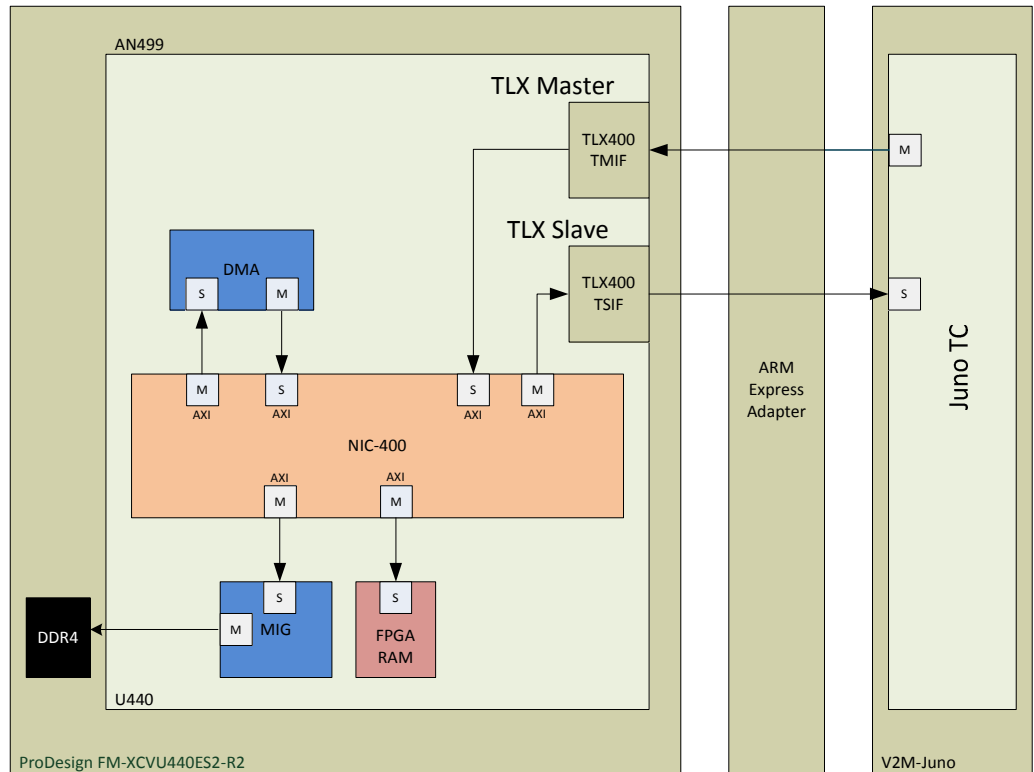 AN499
TLX Master
TLX400
TMIF
M
TLX Slave
TLX400
TSIF
S
DMA
S
M
M
AXI
S
AXI
S
AXI
M
AXI
NIC-400
AXI
M
AXI
M
S
M
MIG
S
FPGA
RAM
DDR4
U440
ProDesign FM-XCVU440ES2-R2
ARM
Express
Adapter
Juno TC
V2M-Juno